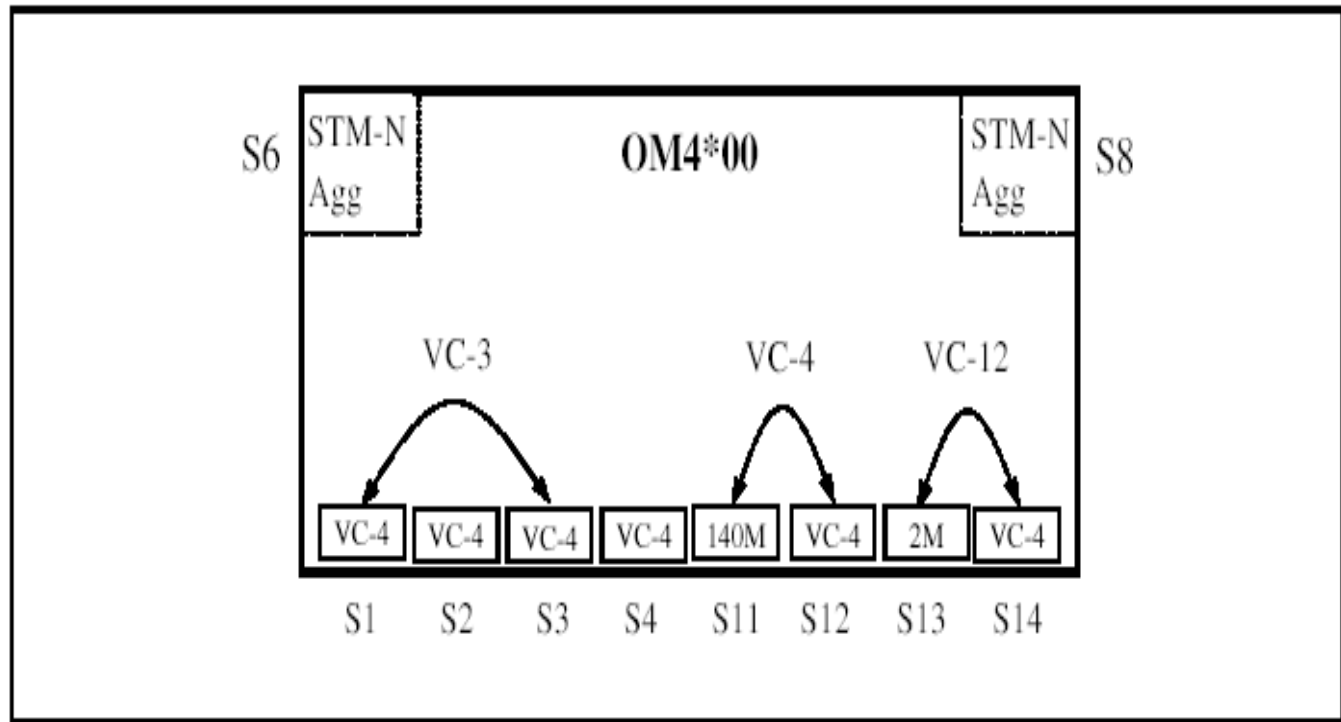 S6
STM-N
Agg
OM4*00
STM-N
Agg
S8
VC-3
VC-4
VC-12
VC-4
VC-4
VC-4
VC-4
140M
VC-4
2M
VC-4
S1
S2
S3
S4
S11
S12
S13
S14